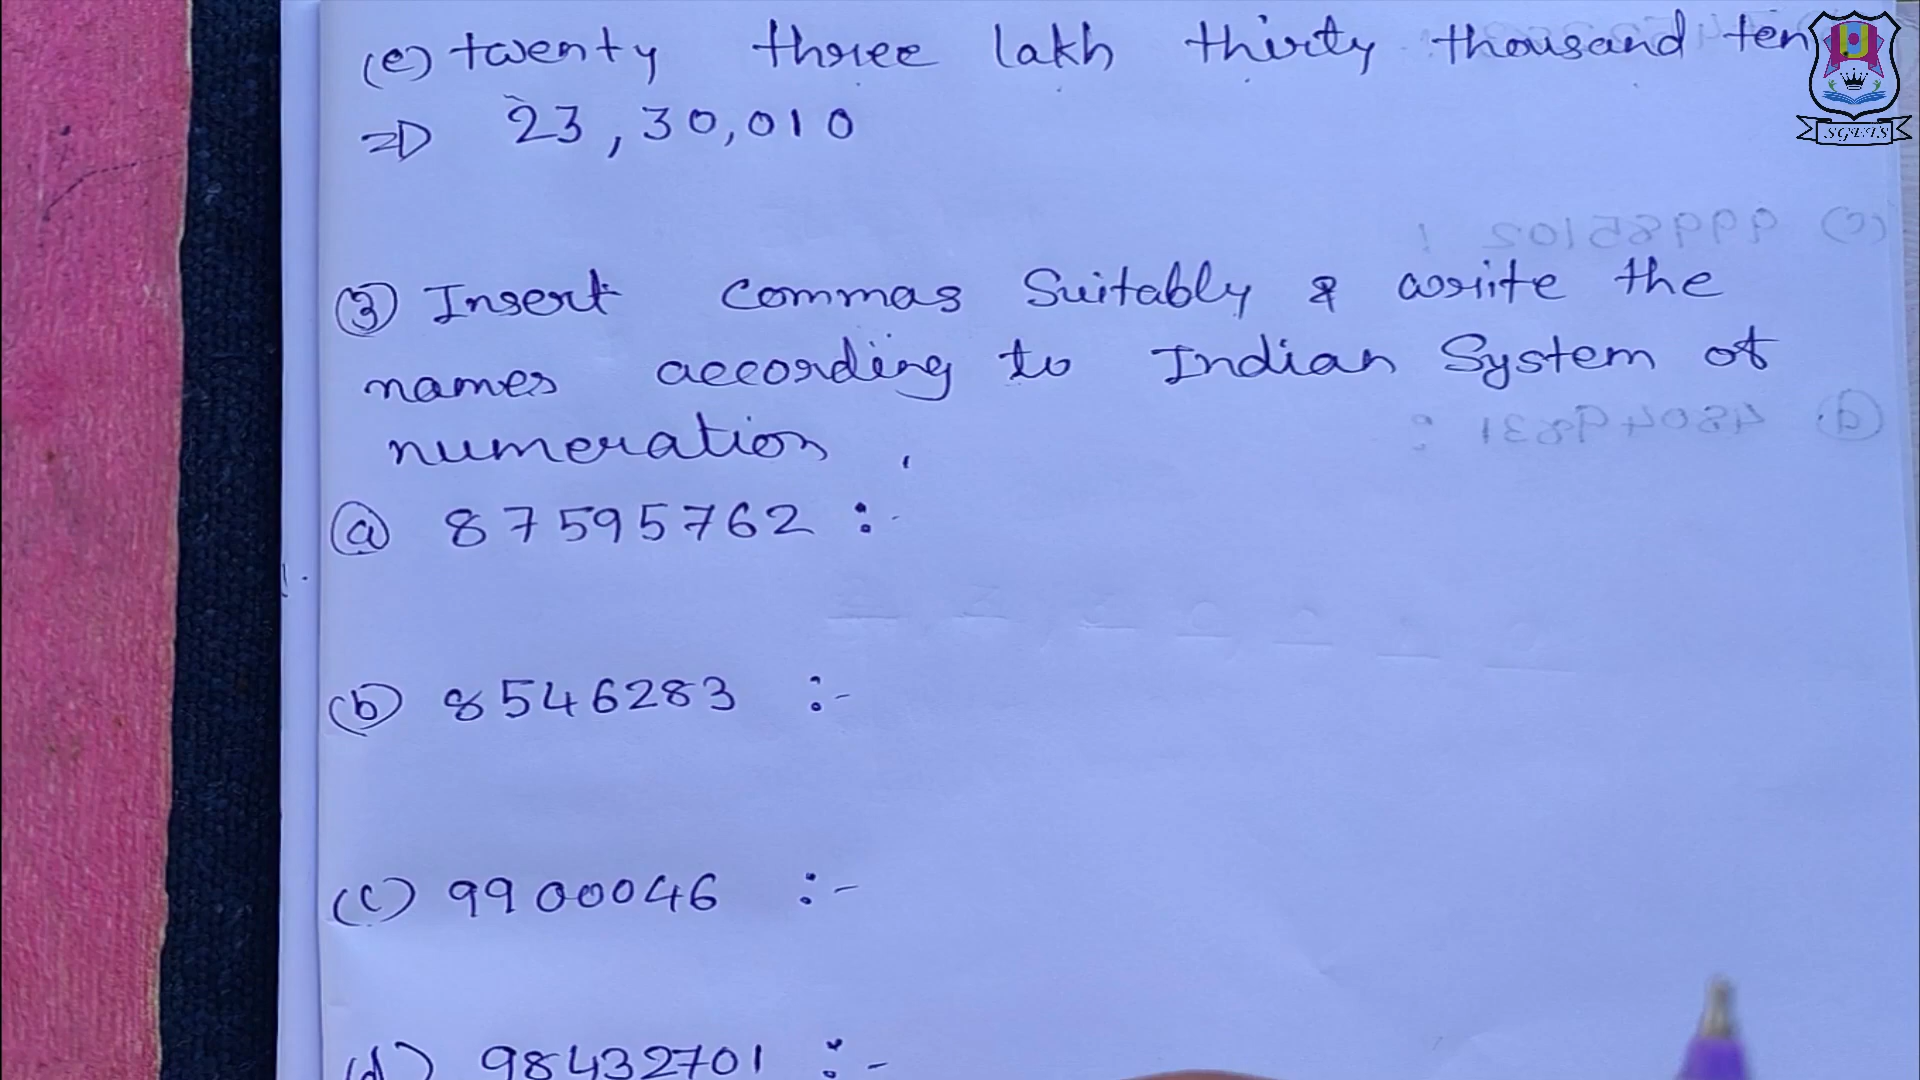 (e) twenty three lakh thirty thousand ten
⇒ 23,30,010
③ Insert commas Suitably & write the
names according to Indian System of
numeration.
ⓐ 87595762 :-
(b) 8546283 :-
(c) 9900046 :-
(d) 98432701 :-
SGEMS